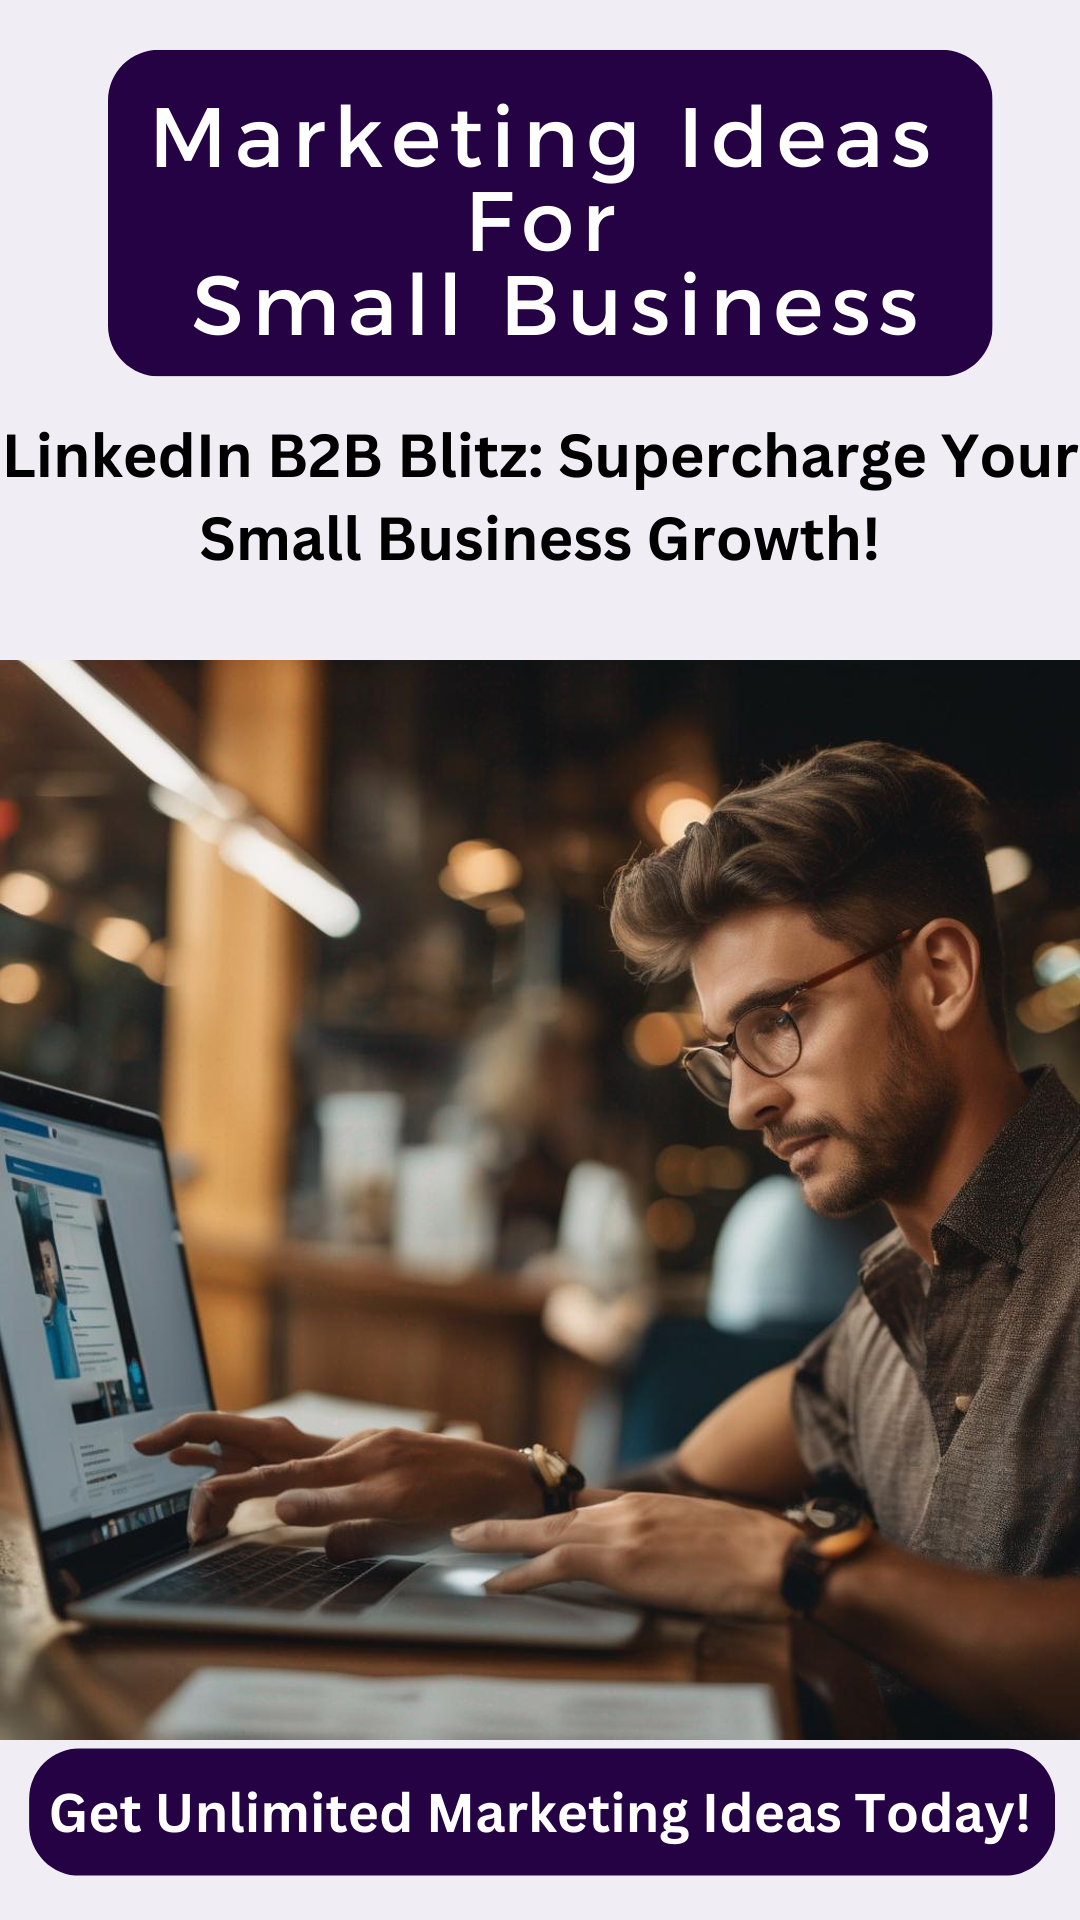 Marketing Ideas
For
Small Business
LinkedIn B2B Blitz: Supercharge Your
Small Business Growth!
Get Unlimited Marketing Ideas Today!